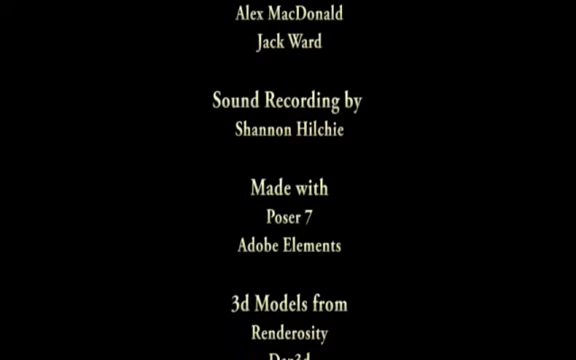 Alex MacDonald
Jack Ward
Sound Recording by
Shannon Hilchie
Made with
Poser 7
Adobe Elements
3d Models from
Renderosity